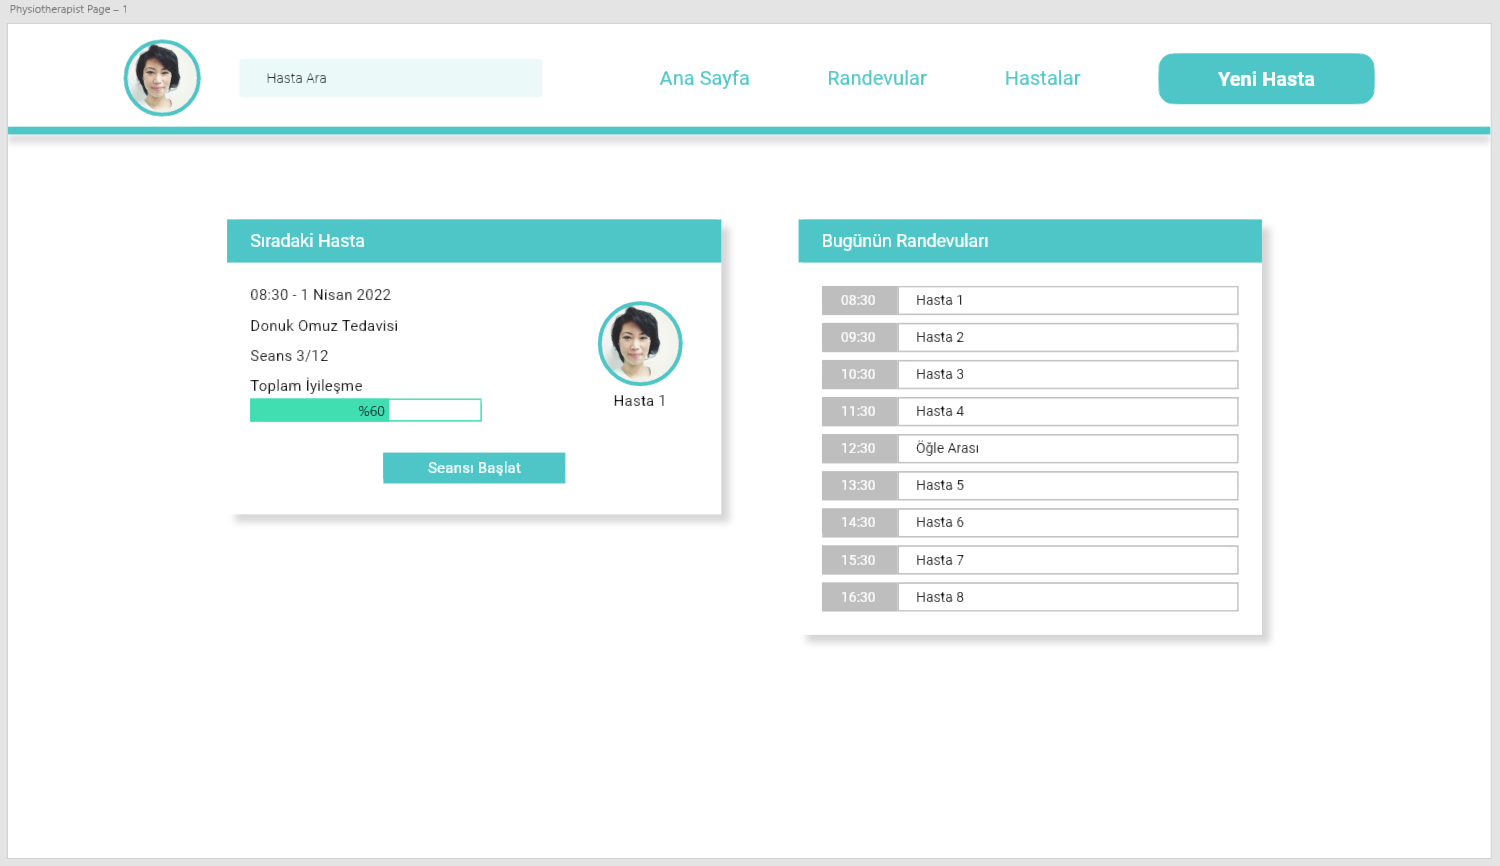 Physiotherapist Page – 1
Hasta Ara
Ana Sayfa
Randevular
Hastalar
Yeni Hasta
Sıradaki Hasta
08:30 - 1 Nisan 2022
Donuk Omuz Tedavisi
Seans 3/12
Toplam İyileşme
%60
Hasta 1
Seansı Başlat
Bugünün Randevuları
08:30 Hasta 1
09:30 Hasta 2
10:30 Hasta 3
11:30 Hasta 4
12:30 Öğle Arası
13:30 Hasta 5
14:30 Hasta 6
15:30 Hasta 7
16:30 Hasta 8